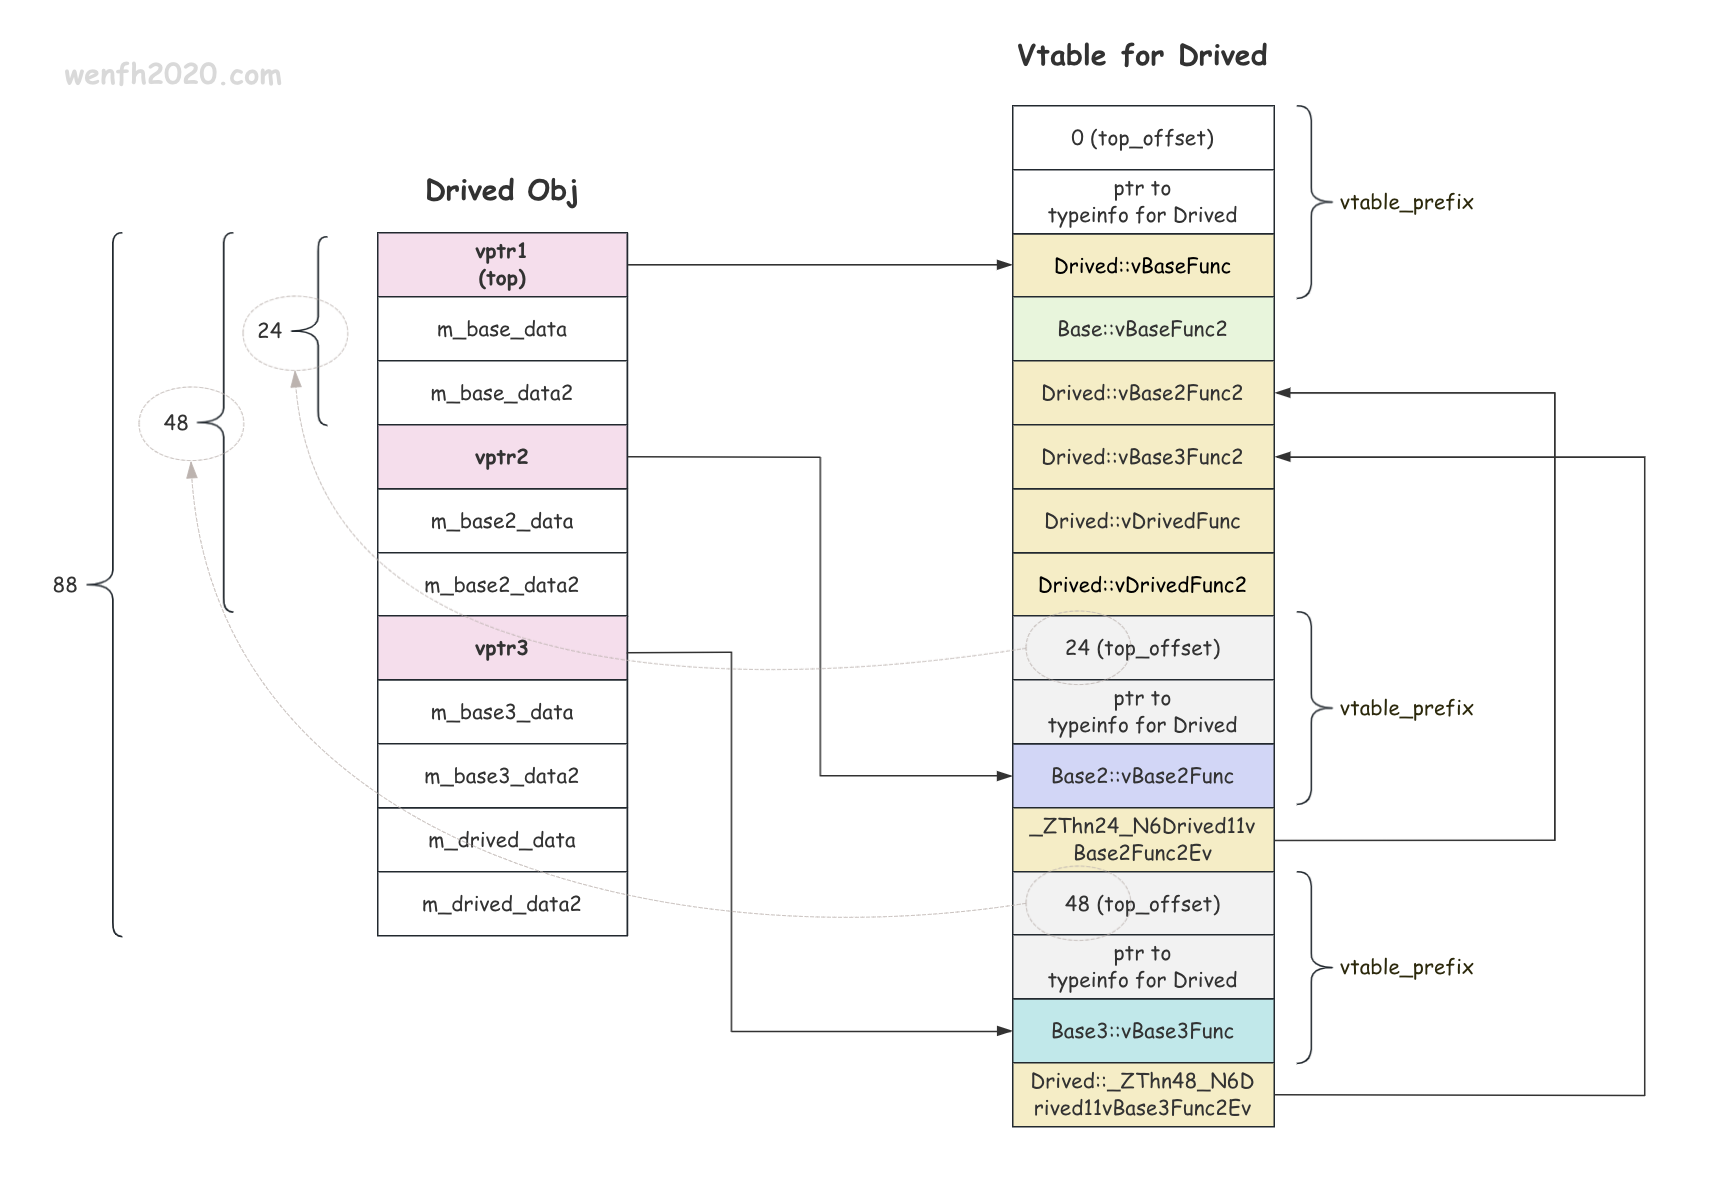 wenfh2020.com
Vtable for Drived
0 (top_offset)
ptr to
typeinfo for Drived
vtable_prefix
Drived::vBaseFunc
Base::vBaseFunc2
Drived::vBase2Func2
Drived::vBase3Func2
Drived::vDrivedFunc
Drived::vDrivedFunc2
24 (top_offset)
ptr to
typeinfo for Drived
vtable_prefix
Base2::vBase2Func
_ZThn24_N6Drived11v
Base2Func2Ev
48 (top_offset)
ptr to
typeinfo for Drived
vtable_prefix
Base3::vBase3Func
Drived::_ZThn48_N6D
rived11vBase3Func2Ev
Drived Obj
vptr1
(top)
m_base_data
m_base_data2
vptr2
m_base2_data
m_base2_data2
vptr3
m_base3_data
m_base3_data2
m_drived_data
m_drived_data2
24
48
88